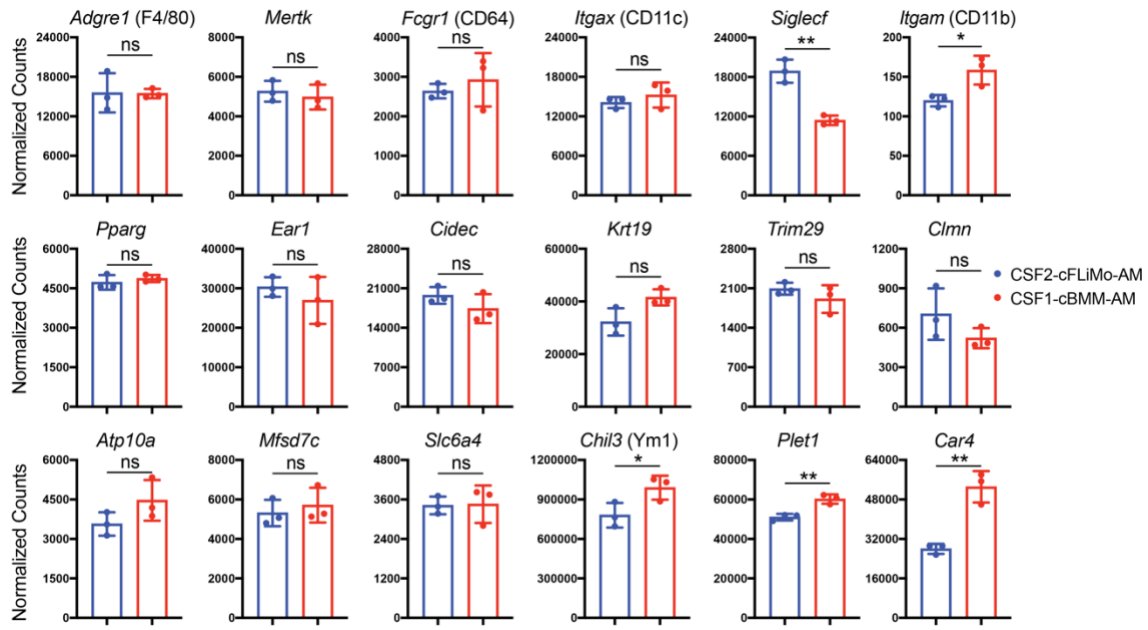 Adgre1 (F4/80) Mertk Fcgr1 (CD64) Itgax (CD11c) Siglecf Itgam (CD11b)
Normalized Counts
24000 18000 12000 6000 0 ns
8000 6000 4000 2000 0 ns
4000 3000 2000 1000 0 ns
24000 18000 12000 6000 0 ns
24000 18000 12000 6000 0 **
200 150 100 50 0 *
Pparg Ear1 Cidec Krt19 Trim29 Clmn
Normalized Counts
6000 4500 3000 1500 0 ns
40000 30000 20000 10000 0 ns
28000 21000 14000 7000 0 ns
60000 40000 20000 0 ns
2800 2100 1400 700 0 ns
1200 900 600 300 0 ns
CSF2-cFLiMo-AM
CSF1-cBMM-AM
Atp10a Mfsd7c Slc6a4 Chil3 (Ym1) Plet1 Car4
Normalized Counts
6000 4500 3000 1500 0 ns
8000 6000 4000 2000 0 ns
4800 3600 2400 1200 0 ns
1200000 900000 600000 300000 0 *
80000 60000 40000 20000 0 **
64000 48000 32000 16000 0 **